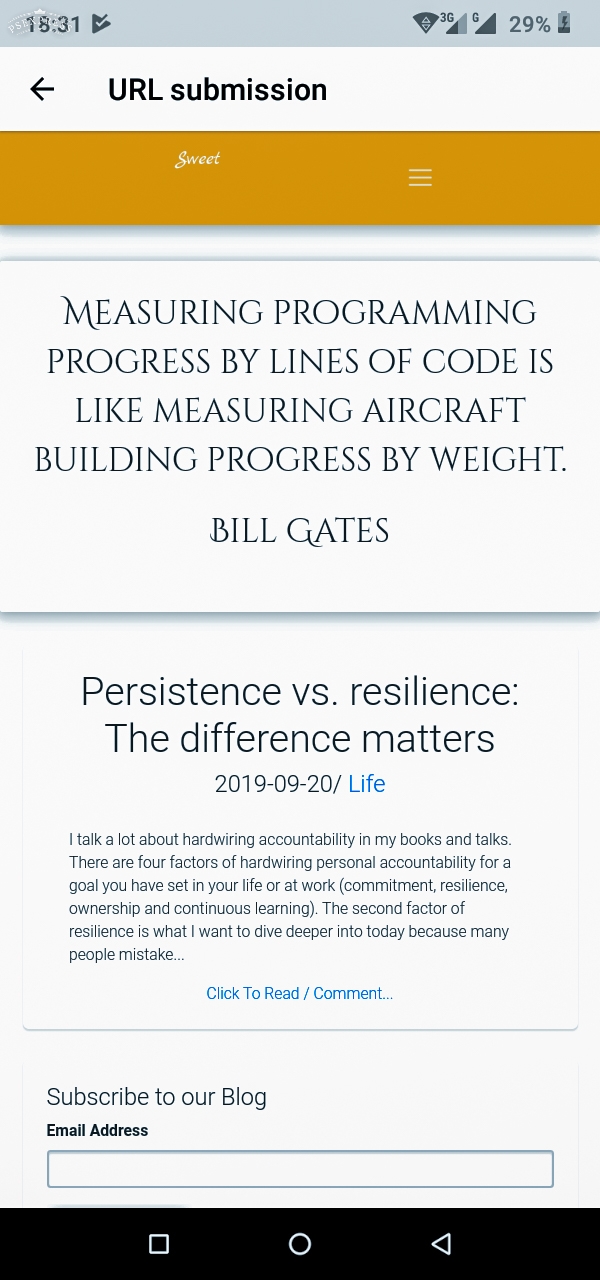 18:31
3G
G
29%
URL submission
Sweet
Measuring programming
progress by lines of code is
like measuring aircraft
building progress by weight.
Bill Gates
Persistence vs. resilience:
The difference matters
2019-09-20/ Life
I talk a lot about hardwiring accountability in my books and talks.
There are four factors of hardwiring personal accountability for a
goal you have set in your life or at work (commitment, resilience,
ownership and continuous learning). The second factor of
resilience is what I want to dive deeper into today because many
people mistake...
Click To Read / Comment...
Subscribe to our Blog
Email Address